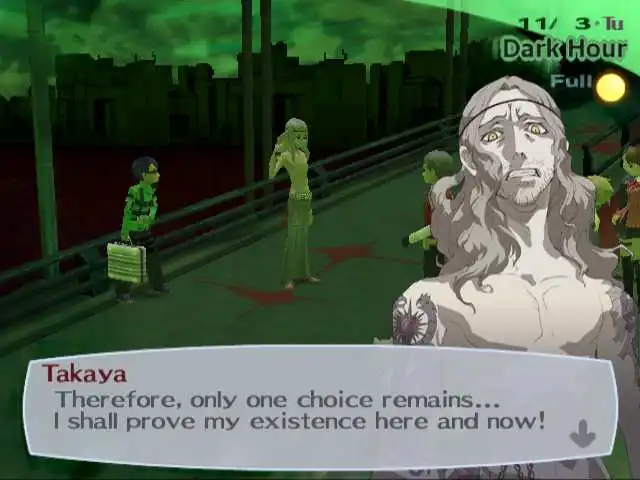 11/ 3・Tu
Dark Hour
Full
Takaya
Therefore, only one choice remains...
I shall prove my existence here and now!